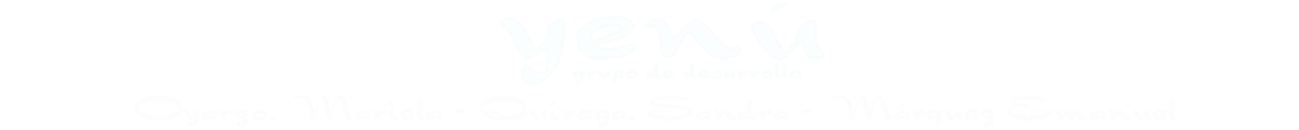 yenú
grupo de desarrollo
Oyarzo, Mariela - Quiroga, Sandra - Márquez Emanuel